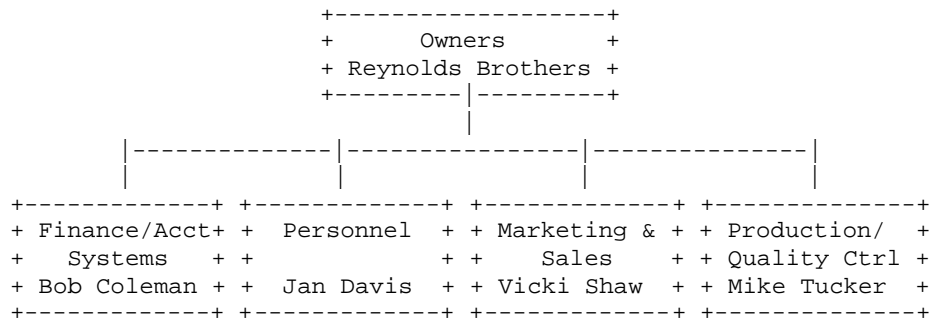 Owners
Reynolds Brothers
Finance/Acct Personnel Marketing & Production/
Systems Sales Quality Ctrl
Bob Coleman Jan Davis Vicki Shaw Mike Tucker